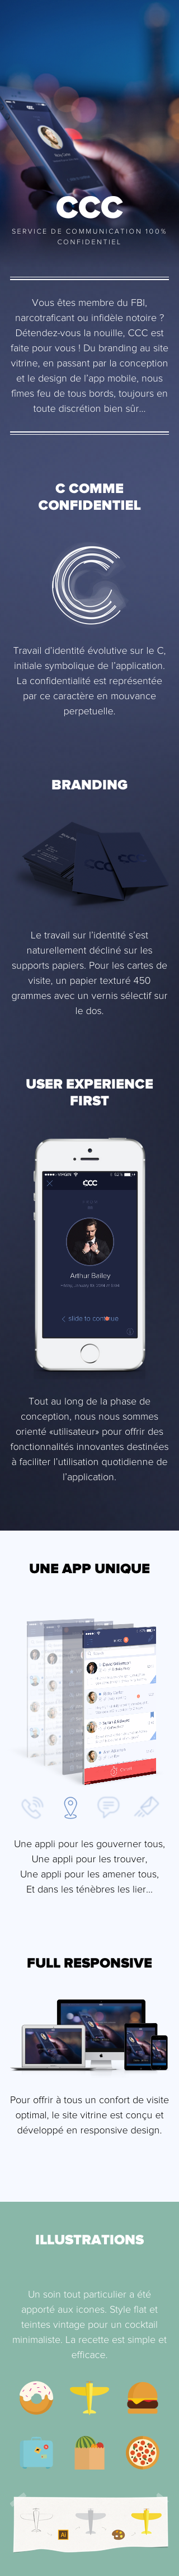 CCC
SERVICE DE COMMUNICATION 100%
CONFIDENTIEL
Vous êtes membre du FBI,
narcotraficant ou infidèle notoire ?
Détendez-vous la nouille, CCC est
faite pour vous ! Du branding au site
vitrine, en passant par la conception
et le design de l'app mobile, nous
fîmes feu de tous bords, toujours en
toute discrétion bien sûr...
C COMME
CONFIDENTIEL
Travail d'identité évolutive sur le C,
initiale symbolique de l'application.
La confidentialité est représentée
par ce caractère en mouvance
perpetuelle.
BRANDING
CCC
Le travail sur l'identité s'est
naturellement décliné sur les
supports papiers. Pour les cartes de
visite, un papier texturé 450
grammes avec un vernis sélectif sur
le dos.
USER EXPERIENCE
FIRST
CCC
Arthur Bailey
slide to continue
Tout au long de la phase de
conception, nous nous sommes
orienté «utilisateur» pour offrir des
fonctionnalités innovantes destinées
à faciliter l'utilisation quotidienne de
l'application.
UNE APP UNIQUE
Une appli pour les gouverner tous,
Une appli pour les trouver,
Une appli pour les amener tous,
Et dans les ténèbres les lier...
FULL RESPONSIVE
Pour offrir à tous un confort de visite
optimal, le site vitrine est conçu et
développé en responsive design.
ILLUSTRATIONS
Un soin tout particulier a été
apporté aux icones. Style flat et
teintes vintage pour un cocktail
minimaliste. La recette est simple et
efficace.
Ai